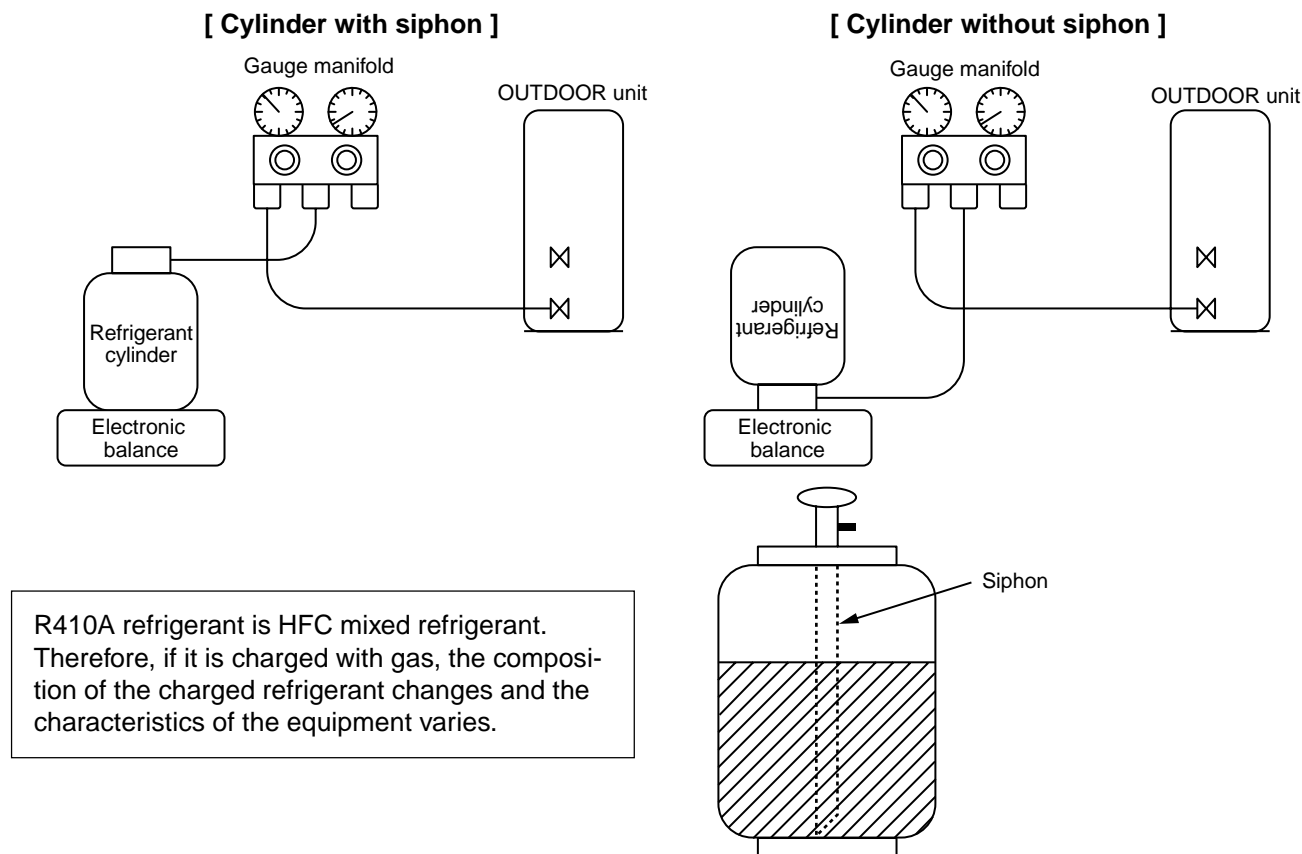 [ Cylinder with siphon ]
Gauge manifold
OUTDOOR unit
Refrigerant
cylinder
Electronic
balance
[ Cylinder without siphon ]
Gauge manifold
OUTDOOR unit
Refrigerant
cylinder
Electronic
balance
Siphon
R410A refrigerant is HFC mixed refrigerant.
Therefore, if it is charged with gas, the composi-
tion of the charged refrigerant changes and the
characteristics of the equipment varies.